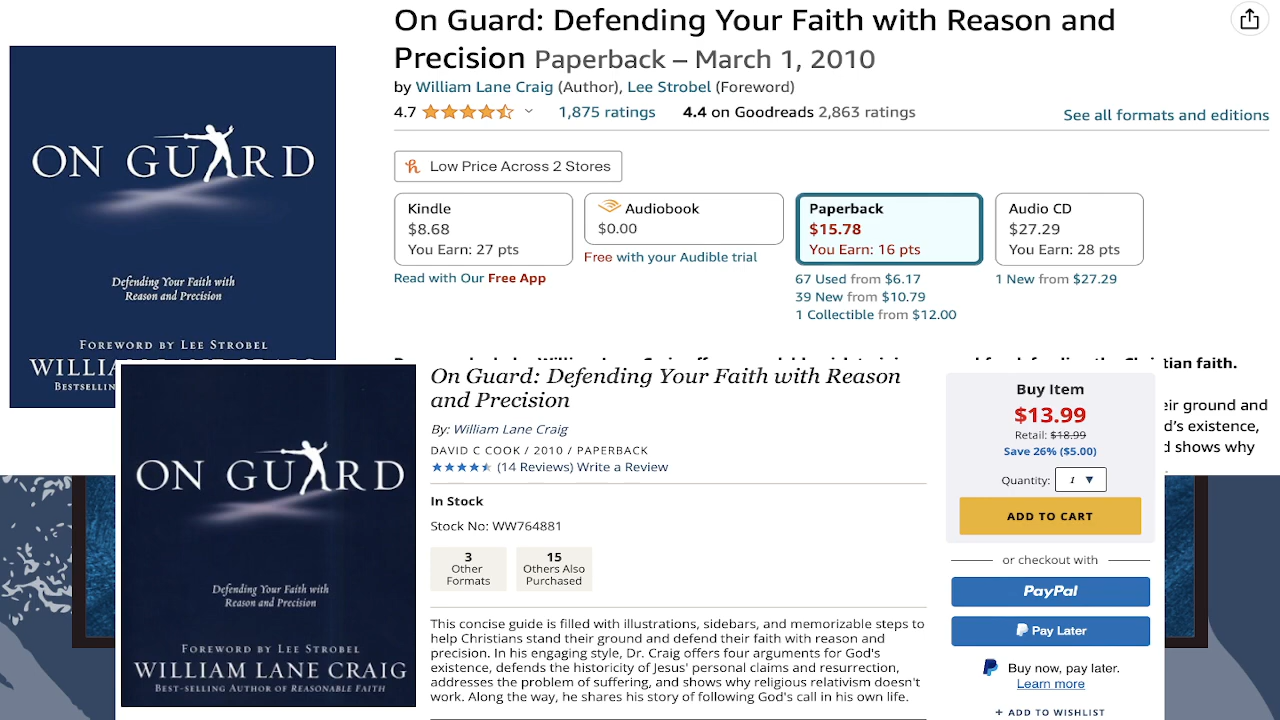 On Guard: Defending Your Faith with Reason and
Precision Paperback – March 1, 2010
by William Lane Craig (Author), Lee Strobel (Foreword)
4.7 1,875 ratings 4.4 on Goodreads 2,863 ratings
See all formats and editions
Low Price Across 2 Stores
Kindle
$8.68
You Earn: 27 pts
Read with Our Free App
Audiobook
$0.00
Free with your Audible trial
Paperback
$15.78
You Earn: 16 pts
67 Used from $6.17
39 New from $10.79
1 Collectible from $12.00
Audio CD
$27.29
You Earn: 28 pts
1 New from $27.29
ON GUARD
Defending Your Faith with
Reason and Precision
FOREWORD BY LEE STROBEL
tian faith.
eir ground and
d's existence,
d shows why
ON GUARD
Defending Your Faith with
Reason and Precision
FOREWORD BY LEE STROBEL
WILLIAM LANE CRAIG
BEST-SELLING AUTHOR OF REASONABLE FAITH
On Guard: Defending Your Faith with Reason
and Precision
By: William Lane Craig
DAVID C COOK / 2010 / PAPERBACK
(14 Reviews) Write a Review
In Stock
Stock No: WW764881
3
Other
Formats
15
Others Also
Purchased
This concise guide is filled with illustrations, sidebars, and memorizable steps to
help Christians stand their ground and defend their faith with reason and
precision. In his engaging style, Dr. Craig offers four arguments for God's
existence, defends the historicity of Jesus' personal claims and resurrection,
addresses the problem of suffering, and shows why religious relativism doesn't
work. Along the way, he shares his story of following God's call in his own life.
Buy Item
$13.99
Retail: $18.99
Save 26% ($5.00)
Quantity: 1
ADD TO CART
or checkout with
PayPal
Pay Later
Buy now, pay later.
Learn more
+ ADD TO WISHLIST